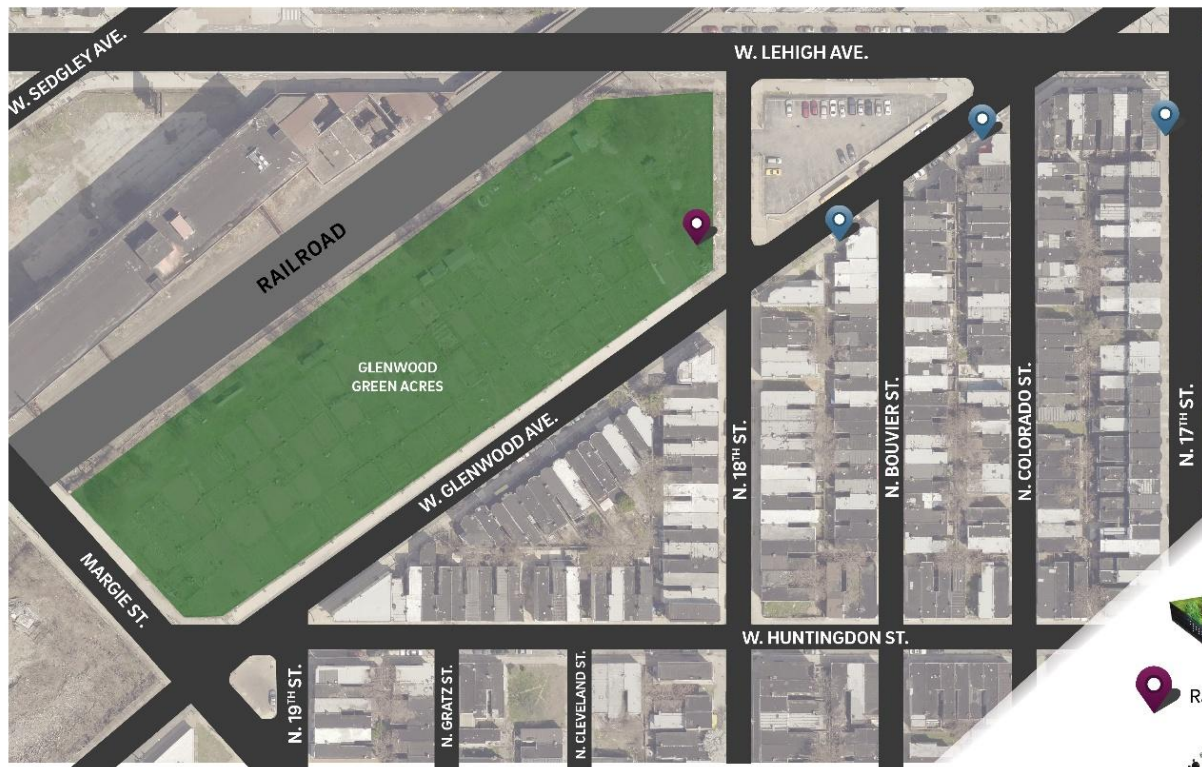 W. SEDGLEY AVE.
W. LEHIGH AVE.
RAILROAD
GLENWOOD
GREEN ACRES
W. GLENWOOD AVE.
N. 18TH ST.
N. BOUVIER ST.
N. COLORADO ST.
N. 17TH ST.
MARGIE ST.
W. HUNTINGDON ST.
N. 19TH ST.
N. GRATZ ST.
N. CLEVELAND ST.
R